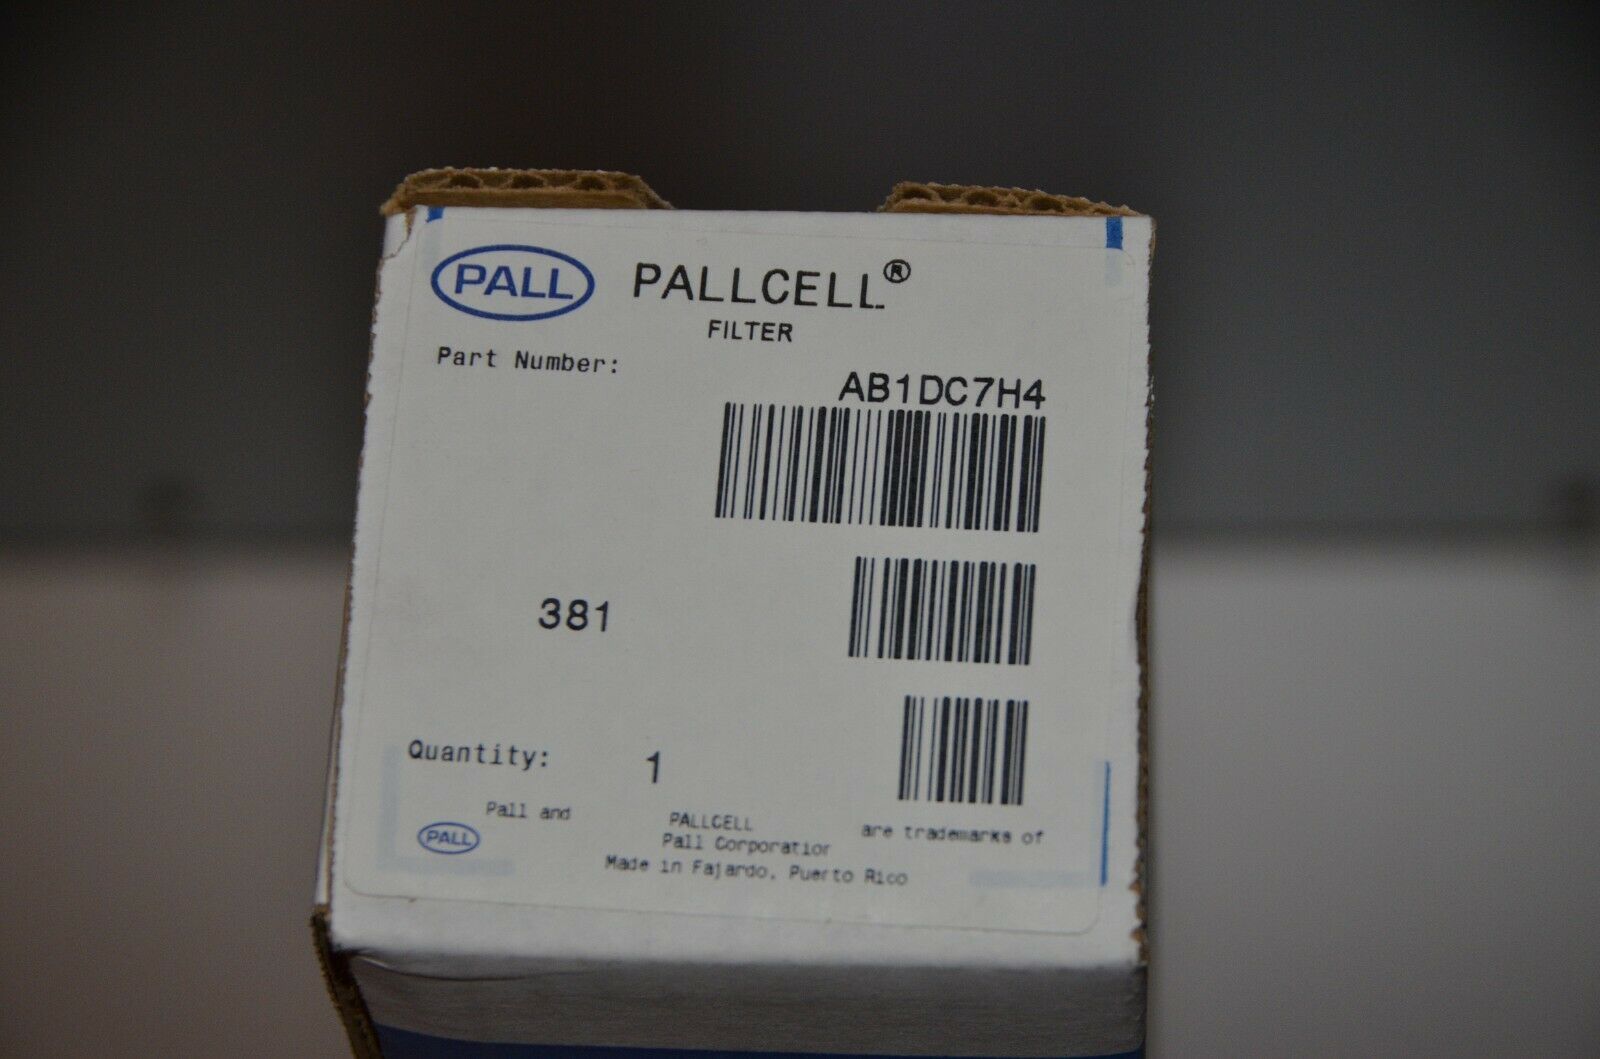 PALL PALLCELL®
FILTER
Part Number:
AB1DC7H4
381
Quantity: 1
Pall and PALLCELL are trademarks of
PALL Pall Corporation
Made in Fajardo, Puerto Rico